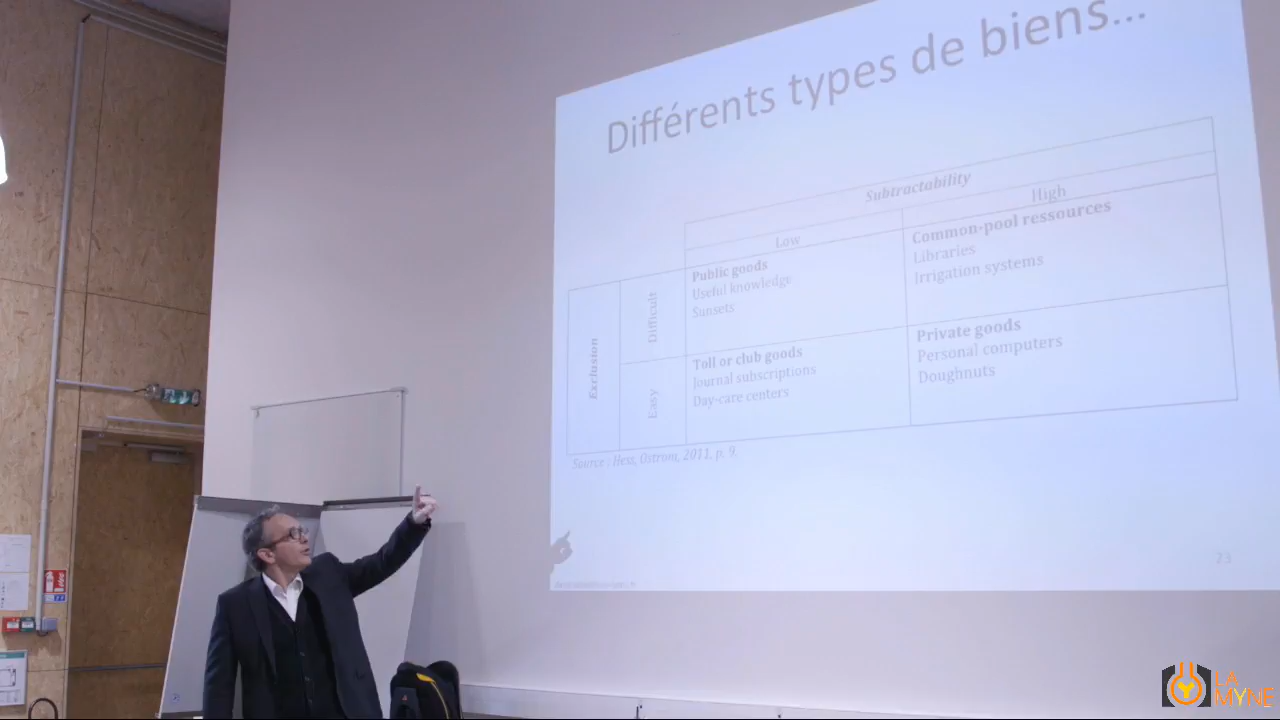 Différents types de biens...
Subtractability
Low
High
Exclusion
Difficult
Public goods
Useful knowledge
Sunsets
Common-pool ressources
Libraries
Irrigation systems
Easy
Toll or club goods
Journal subscriptions
Day-care centers
Private goods
Personal computers
Doughnuts
Source : Hess, Ostrom, 2011, p. 9.
23
LA
MYNE